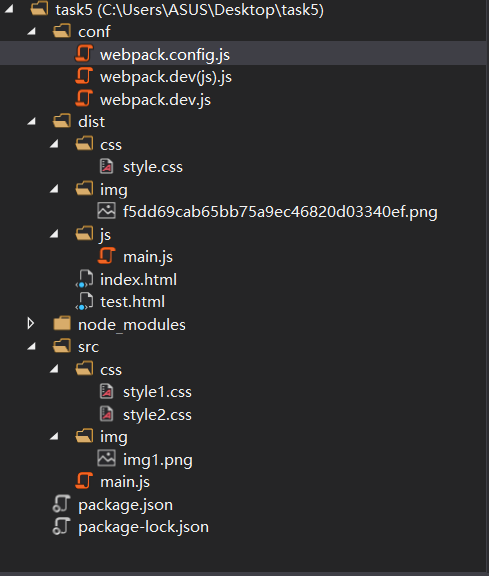 task5 (C:\Users\ASUS\Desktop\task5)
conf
webpack.config.js
webpack.dev(js).js
webpack.dev.js
dist
css
style.css
img
f5dd69cab65bb75a9ec46820d03340ef.png
js
main.js
index.html
test.html
node_modules
src
css
style1.css
style2.css
img
img1.png
main.js
package.json
package-lock.json